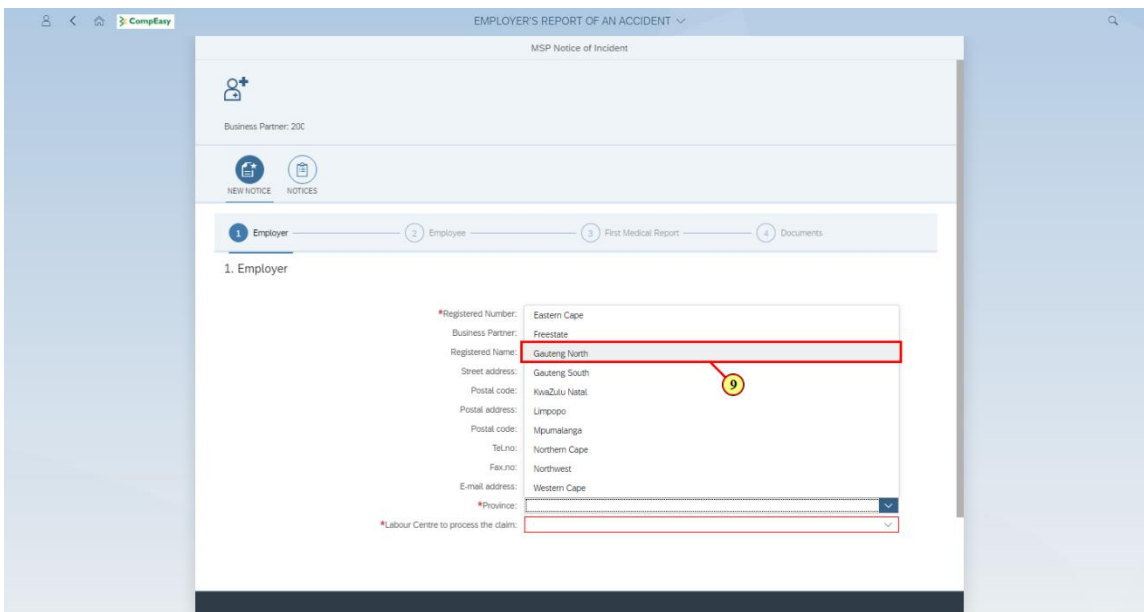 CompEasy
EMPLOYER'S REPORT OF AN ACCIDENT
MSP Notice of Incident
Business Partner: 200
NEW NOTICE NOTICES
1 Employer 2 Employee 3 First Medical Report 4 Documents
1. Employer
*Registered Number: Eastern Cape
Business Partner: Freestate
Registered Name: Gauteng North
Street address: Gauteng South
9
Postal code: KwaZulu Natal
Postal address: Limpopo
Postal code: Mpumalanga
Tel.no: Northern Cape
Fax.no: Northwest
E-mail address: Western Cape
*Province:
*Labour Centre to process the claim: